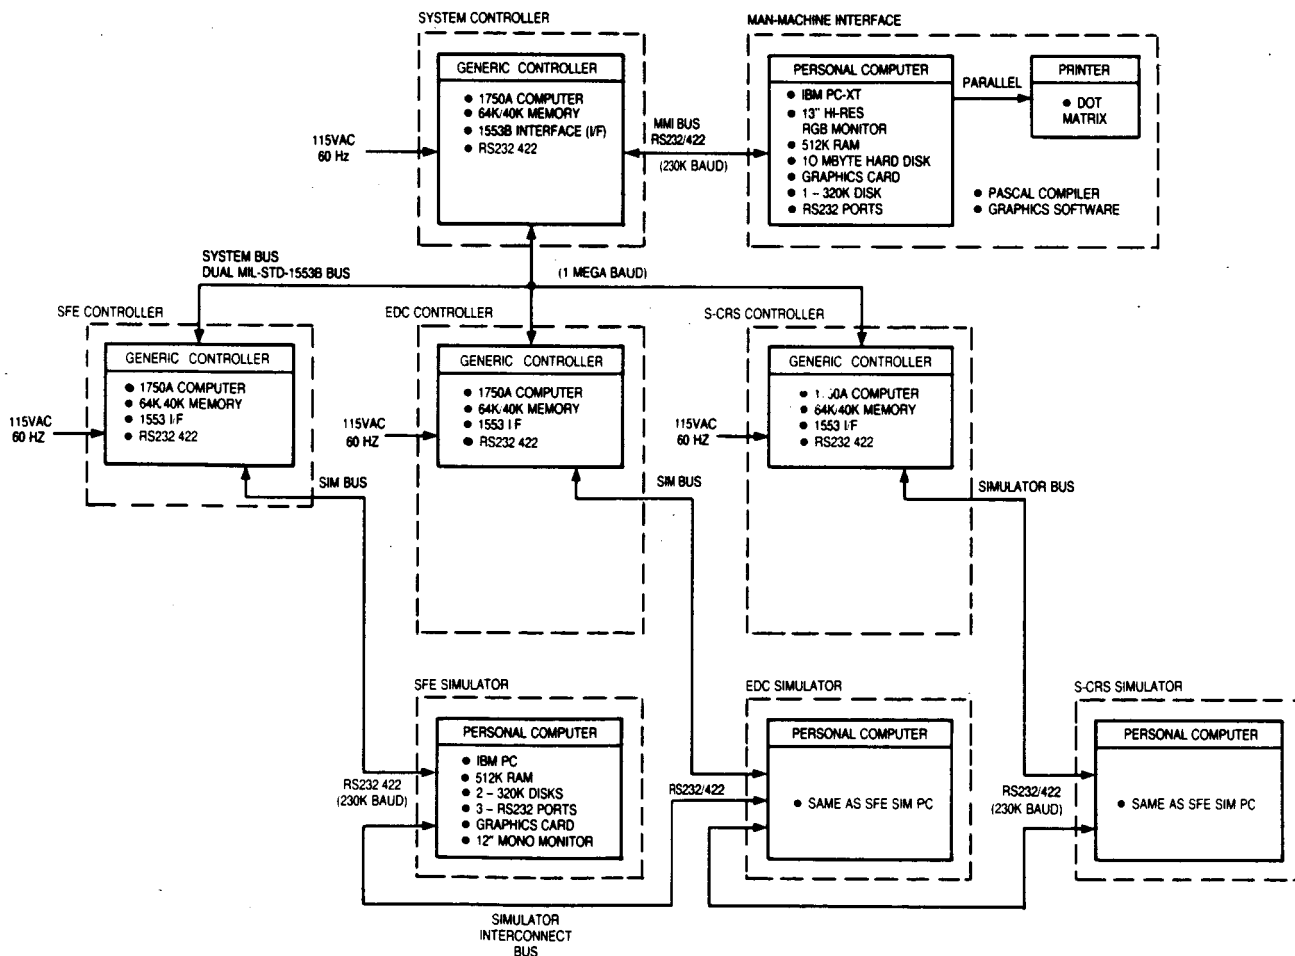 SYSTEM CONTROLLER
GENERIC CONTROLLER
● 1750A COMPUTER
● 64K/40K MEMORY
● 1553B INTERFACE (I/F)
● RS232 422
115VAC
60 Hz
MMI BUS
RS232/422
(230K BAUD)
MAN-MACHINE INTERFACE
PERSONAL COMPUTER
● IBM PC-XT
● 13" HI-RES
RGB MONITOR
● 512K RAM
● 10 MBYTE HARD DISK
● GRAPHICS CARD
● 1 – 320K DISK
● RS232 PORTS
PARALLEL
PRINTER
● DOT
MATRIX
● PASCAL COMPILER
● GRAPHICS SOFTWARE
SYSTEM BUS
DUAL MIL-STD-1553B BUS
(1 MEGA BAUD)
SFE CONTROLLER
GENERIC CONTROLLER
● 1750A COMPUTER
● 64K/40K MEMORY
● 1553 I/F
● RS232 422
115VAC
60 HZ
SIM BUS
EDC CONTROLLER
GENERIC CONTROLLER
● 1750A COMPUTER
● 64K/40K MEMORY
● 1553 I F
● RS232 422
115VAC
60 HZ
SIM BUS
S-CRS CONTROLLER
GENERIC CONTROLLER
● COMPUTER
● 64K/40K MEMORY
● 1553 I/F
● RS232 422
115VAC
60 HZ
SIMULATOR BUS
SFE SIMULATOR
PERSONAL COMPUTER
● IBM PC
● 512K RAM
● 2 – 320K DISKS
● 3 – RS232 PORTS
● GRAPHICS CARD
● 12" MONO MONITOR
RS232 422
(230K BAUD)
EDC SIMULATOR
PERSONAL COMPUTER
● SAME AS SFE SIM PC
RS232/422
S-CRS SIMULATOR
PERSONAL COMPUTER
● SAME AS SFE SIM PC
RS232/422
(230K BAUD)
SIMULATOR
INTERCONNECT
BUS